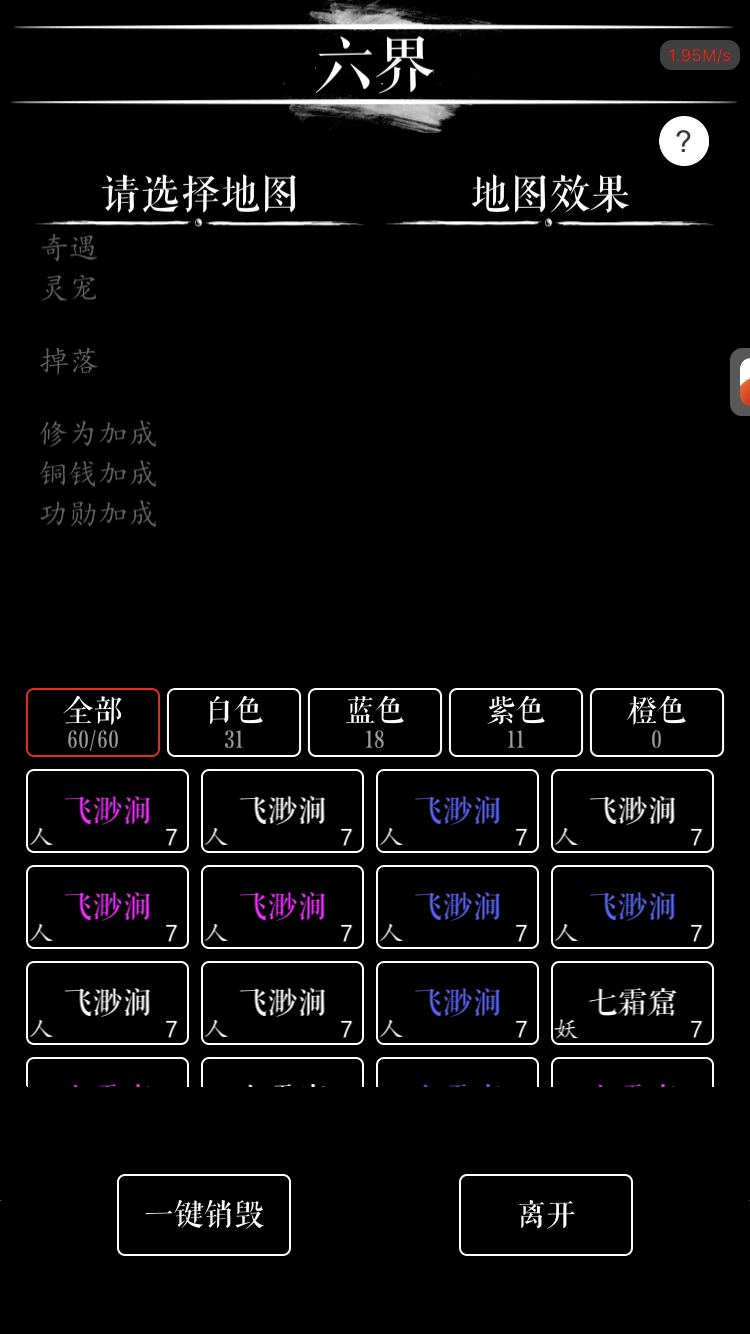 六界
1.95M/s
?
请选择地图
地图效果
奇遇
灵宠
掉落
修为加成
铜钱加成
功勋加成
全部 白色 蓝色 紫色 橙色
60/60 31 18 11 0
飞渺涧 飞渺涧 飞渺涧 飞渺涧
人 7 人 7 人 7 人 7
飞渺涧 飞渺涧 飞渺涧 飞渺涧
人 7 人 7 人 7 人 7
飞渺涧 飞渺涧 飞渺涧 七霜窟
人 7 人 7 人 7 妖 7
一键销毁 离开